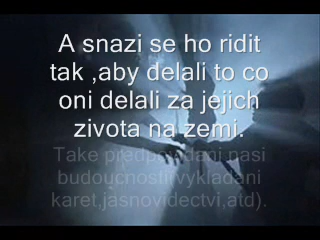 A snazi se ho ridit
tak ,aby delali to co
oni delali za jejich
zivota na zemi.
Take predpovidani nasi
budoucnosti(vykladani
karet,jasnovidectvi,atd).